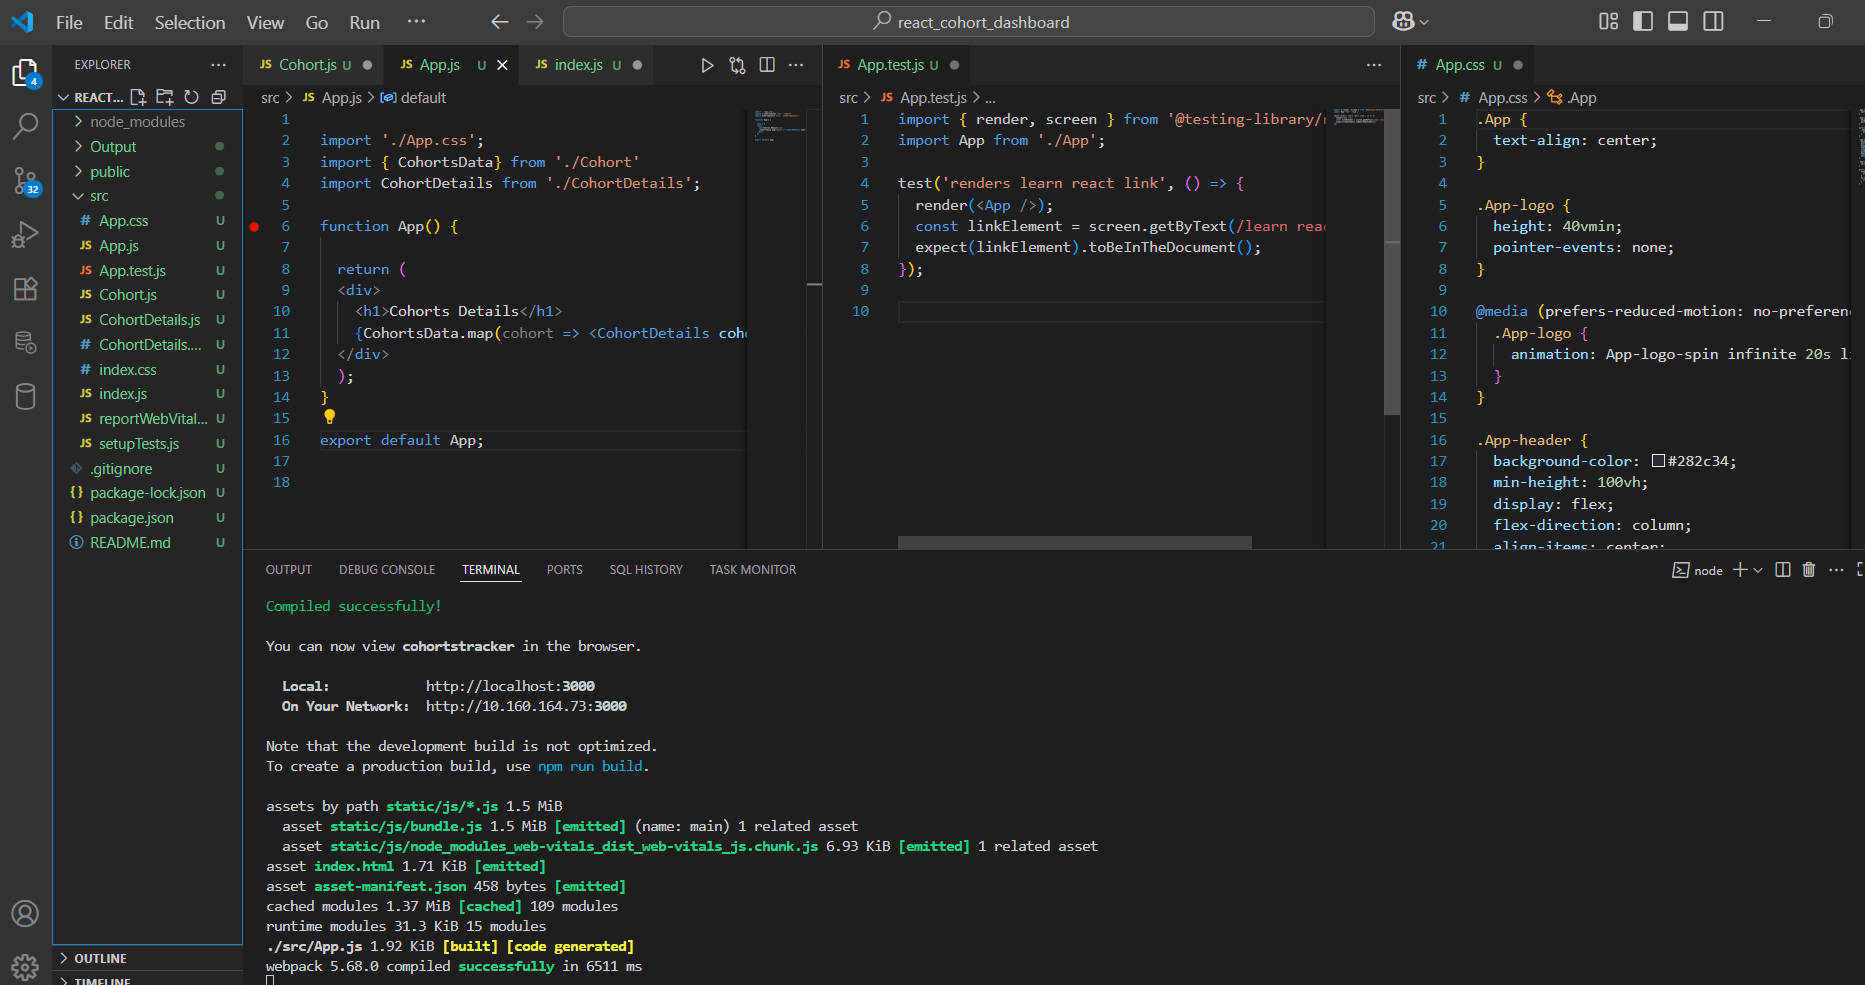 File Edit Selection View Go Run ··· react_cohort_dashboard
EXPLORER ···
REACT...
node_modules
Output
public
src
App.css U
App.js U
App.test.js U
Cohort.js U
CohortDetails.js U
CohortDetails.... U
index.css U
index.js U
reportWebVital... U
setupTests.js U
.gitignore U
package-lock.json U
package.json U
README.md U
OUTLINE
TIMELINE
4
32
JS Cohort.js U JS App.js U JS index.js U
src > JS App.js > default
1
2 import './App.css';
3 import { CohortsData} from './Cohort'
4 import CohortDetails from './CohortDetails';
5
6 function App() {
7
8 return (
9 <div>
10 <h1>Cohorts Details</h1>
11 {CohortsData.map(cohort => <CohortDetails coh
12 </div>
13 );
14 }
15
16 export default App;
17
18
JS App.test.js U ···
src > JS App.test.js > ...
1 import { render, screen } from '@testing-library/
2 import App from './App';
3
4 test('renders learn react link', () => {
5 render(<App />);
6 const linkElement = screen.getByText(/learn reac
7 expect(linkElement).toBeInTheDocument();
8 });
9
10
# App.css U
src > # App.css > .App
1 .App {
2 text-align: center;
3 }
4
5 .App-logo {
6 height: 40vmin;
7 pointer-events: none;
8 }
9
10 @media (prefers-reduced-motion: no-preferen
11 .App-logo {
12 animation: App-logo-spin infinite 20s li
13 }
14 }
15
16 .App-header {
17 background-color: #282c34;
18 min-height: 100vh;
19 display: flex;
20 flex-direction: column;
21 align-items: center;
OUTPUT DEBUG CONSOLE TERMINAL PORTS SQL HISTORY TASK MONITOR node
Compiled successfully!
You can now view cohortstracker in the browser.
Local: http://localhost:3000
On Your Network: http://10.160.164.73:3000
Note that the development build is not optimized.
To create a production build, use npm run build.
assets by path static/js/*.js 1.5 MiB
asset static/js/bundle.js 1.5 MiB [emitted] (name: main) 1 related asset
asset static/js/node_modules_web-vitals_dist_web-vitals_js.chunk.js 6.93 KiB [emitted] 1 related asset
asset index.html 1.71 KiB [emitted]
asset asset-manifest.json 458 bytes [emitted]
cached modules 1.37 MiB [cached] 109 modules
runtime modules 31.3 KiB 15 modules
./src/App.js 1.92 KiB [built] [code generated]
webpack 5.68.0 compiled successfully in 6511 ms